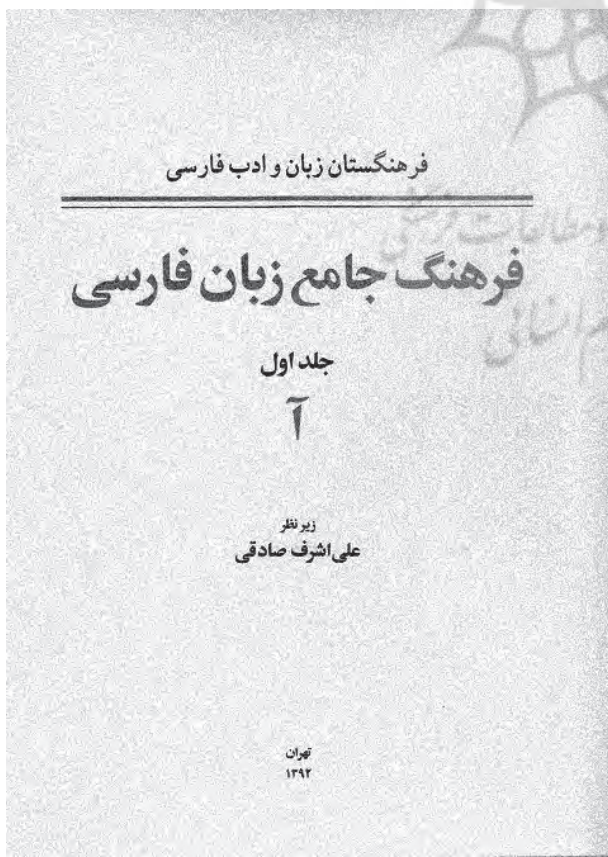 فرهنگستان زبان و ادب فارسی
فرهنگ جامع زبان فارسی
جلد اول
آ
زیر نظر
علی‌اشرف صادقی
تهران
۱۳۹۲